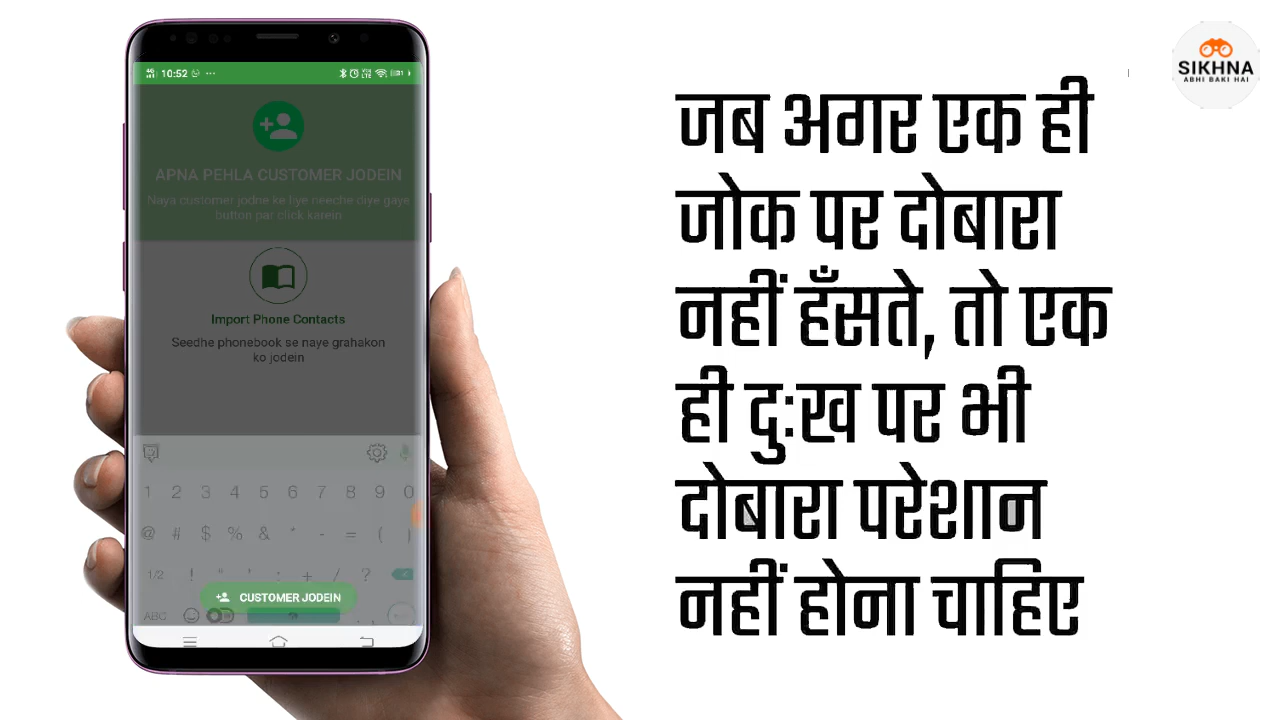 10:52
APNA PEHLA CUSTOMER JODEIN
Naya customer jodne ke liye neeche diye gaye
button par click karein
Import Phone Contacts
Seedhe phonebook se naye grahakon
ko jodein
1 2 3 4 5 6 7 8 9 0
@ # $ % & * - = ( )
1/2 ! " ' : + / ?
ABC
CUSTOMER JODEIN
जब अगर एक ही
जोक पर दोबारा
नहीं हँसते, तो एक
ही दुःख पर भी
दोबारा परेशान
नहीं होना चाहिए
SIKHNA
ABHI BAKI HAI